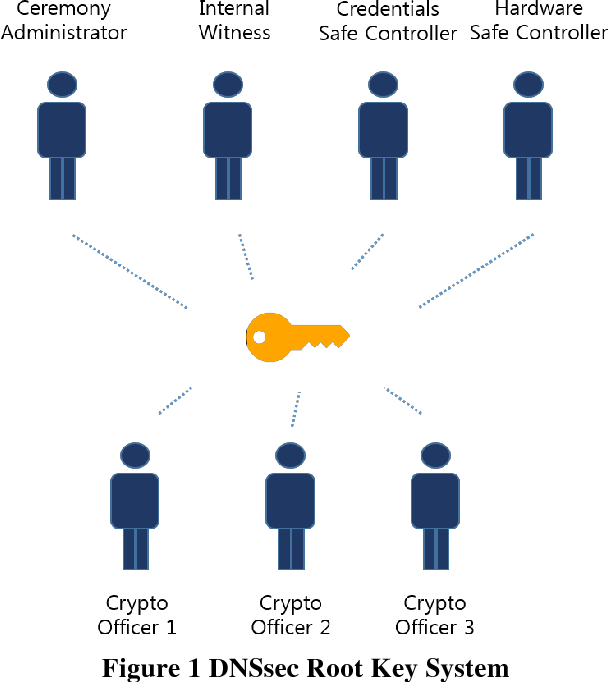 Ceremony
Administrator
Internal
Witness
Credentials
Safe Controller
Hardware
Safe Controller
Crypto
Officer 1
Crypto
Officer 2
Crypto
Officer 3
Figure 1 DNSsec Root Key System